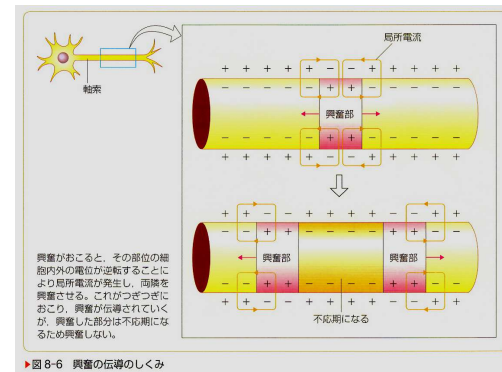 局所電流
+ + + + + − − + + + + +
軸索
− − − − − + + − − − − −
興奮部
− − − − − + + − − − − −
+ + + + + − − + + + + +
+ + − − + + + + − − + +
− − + + − − − − + + − −
興奮がおこると，その部位の細
胞内外の電位が逆転することに
より局所電流が発生し，両隣を
興奮させる。これがつぎつぎに
おこり，興奮が伝導されていく
が，興奮した部分は不応期にな
るため興奮しない。
興奮部
興奮部
− − + + − − − − + + − −
+ + − − + + + + − − + +
不応期になる
▶図 8-6 興奮の伝導のしくみ